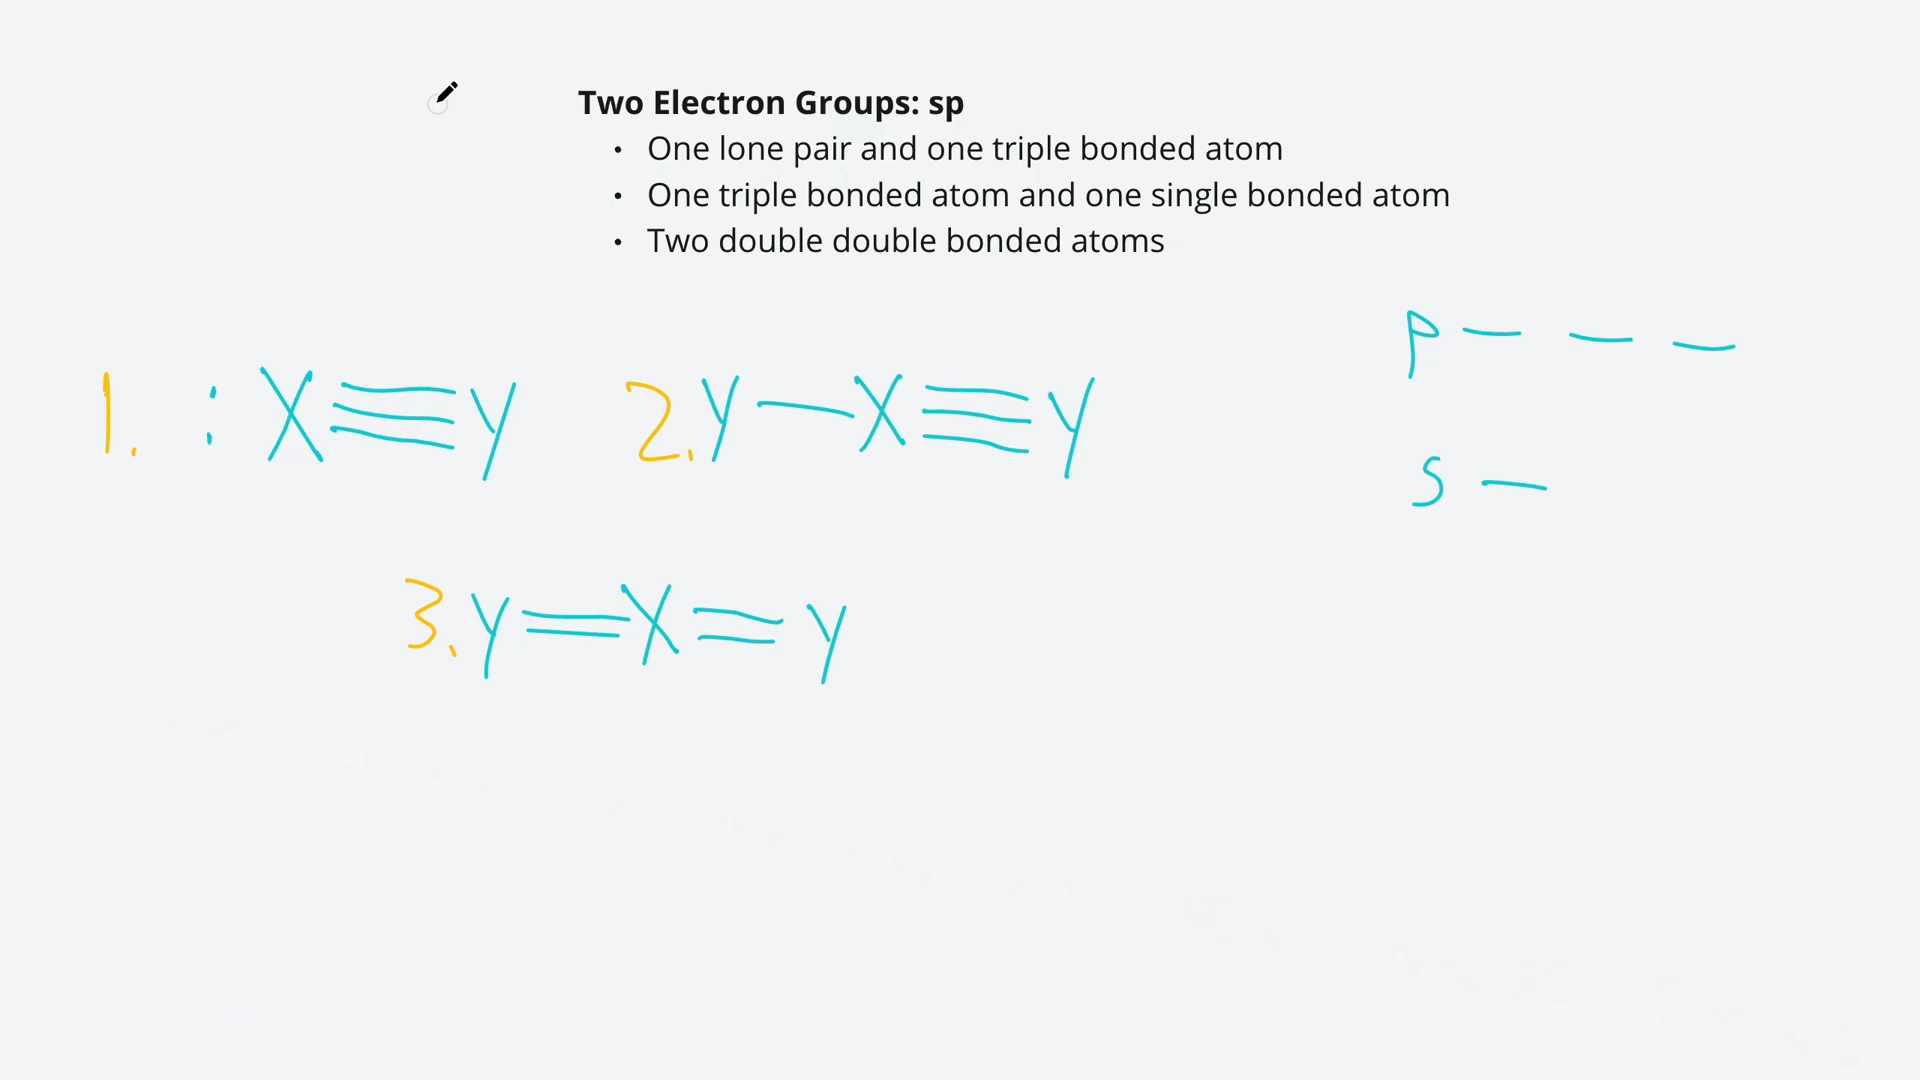 Two Electron Groups: sp
• One lone pair and one triple bonded atom
• One triple bonded atom and one single bonded atom
• Two double double bonded atoms
P — — —
1. :X≡Y 2. Y—X≡Y
S —
3. Y=X=Y